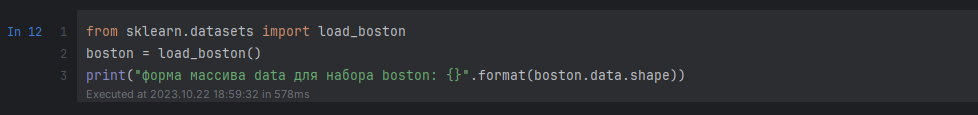 In 12 1 from sklearn.datasets import load_boston
2 boston = load_boston()
3 print("форма массива data для набора boston: {}".format(boston.data.shape))
Executed at 2023.10.22 18:59:32 in 578ms